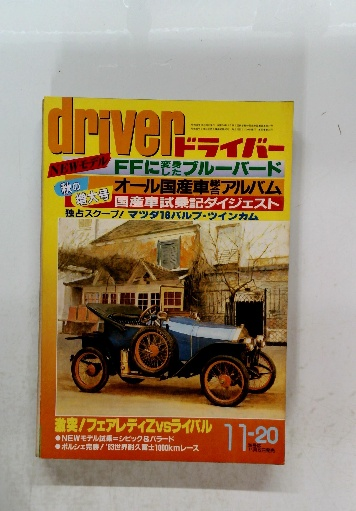 driver
ドライバー
NEWモデル
FFに変身したブルーバード
秋の特大号
オール国産車総合アルバム
国産車試乗記ダイジェスト
独占スクープ! マツダ16バルブ・ツインカム
激突!フェアレディZvsライバル
11-20
●NEWモデル試乗=シビック&バラード
●ポルシェ完勝!'83世界耐久富士1000kmレース